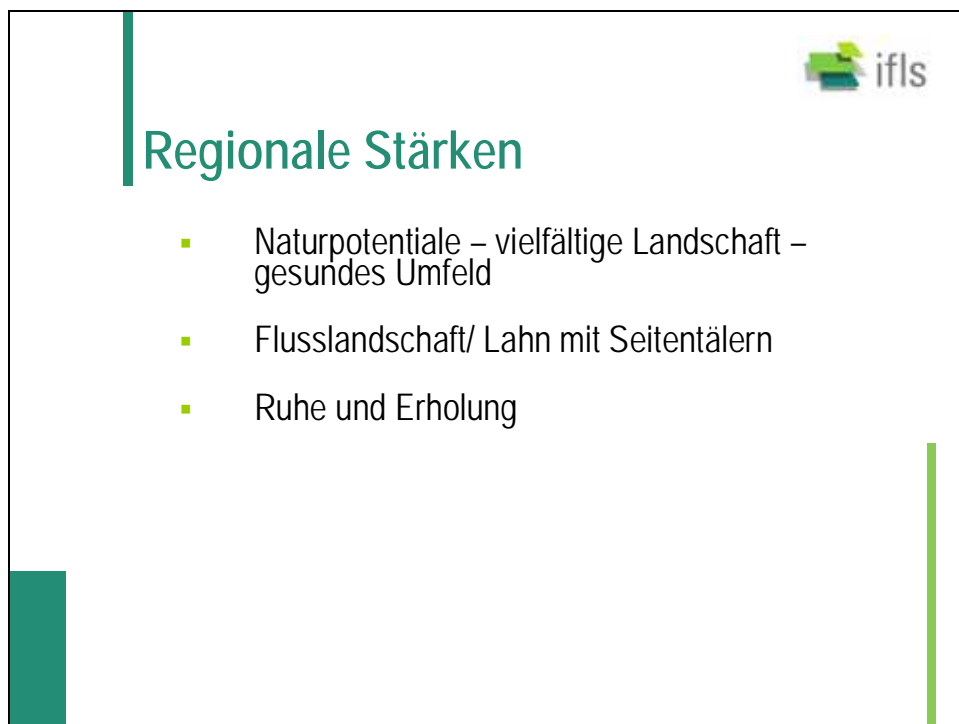 ifls
Regionale Stärken
▪ Naturpotentiale – vielfältige Landschaft –
gesundes Umfeld
▪ Flusslandschaft/ Lahn mit Seitentälern
▪ Ruhe und Erholung